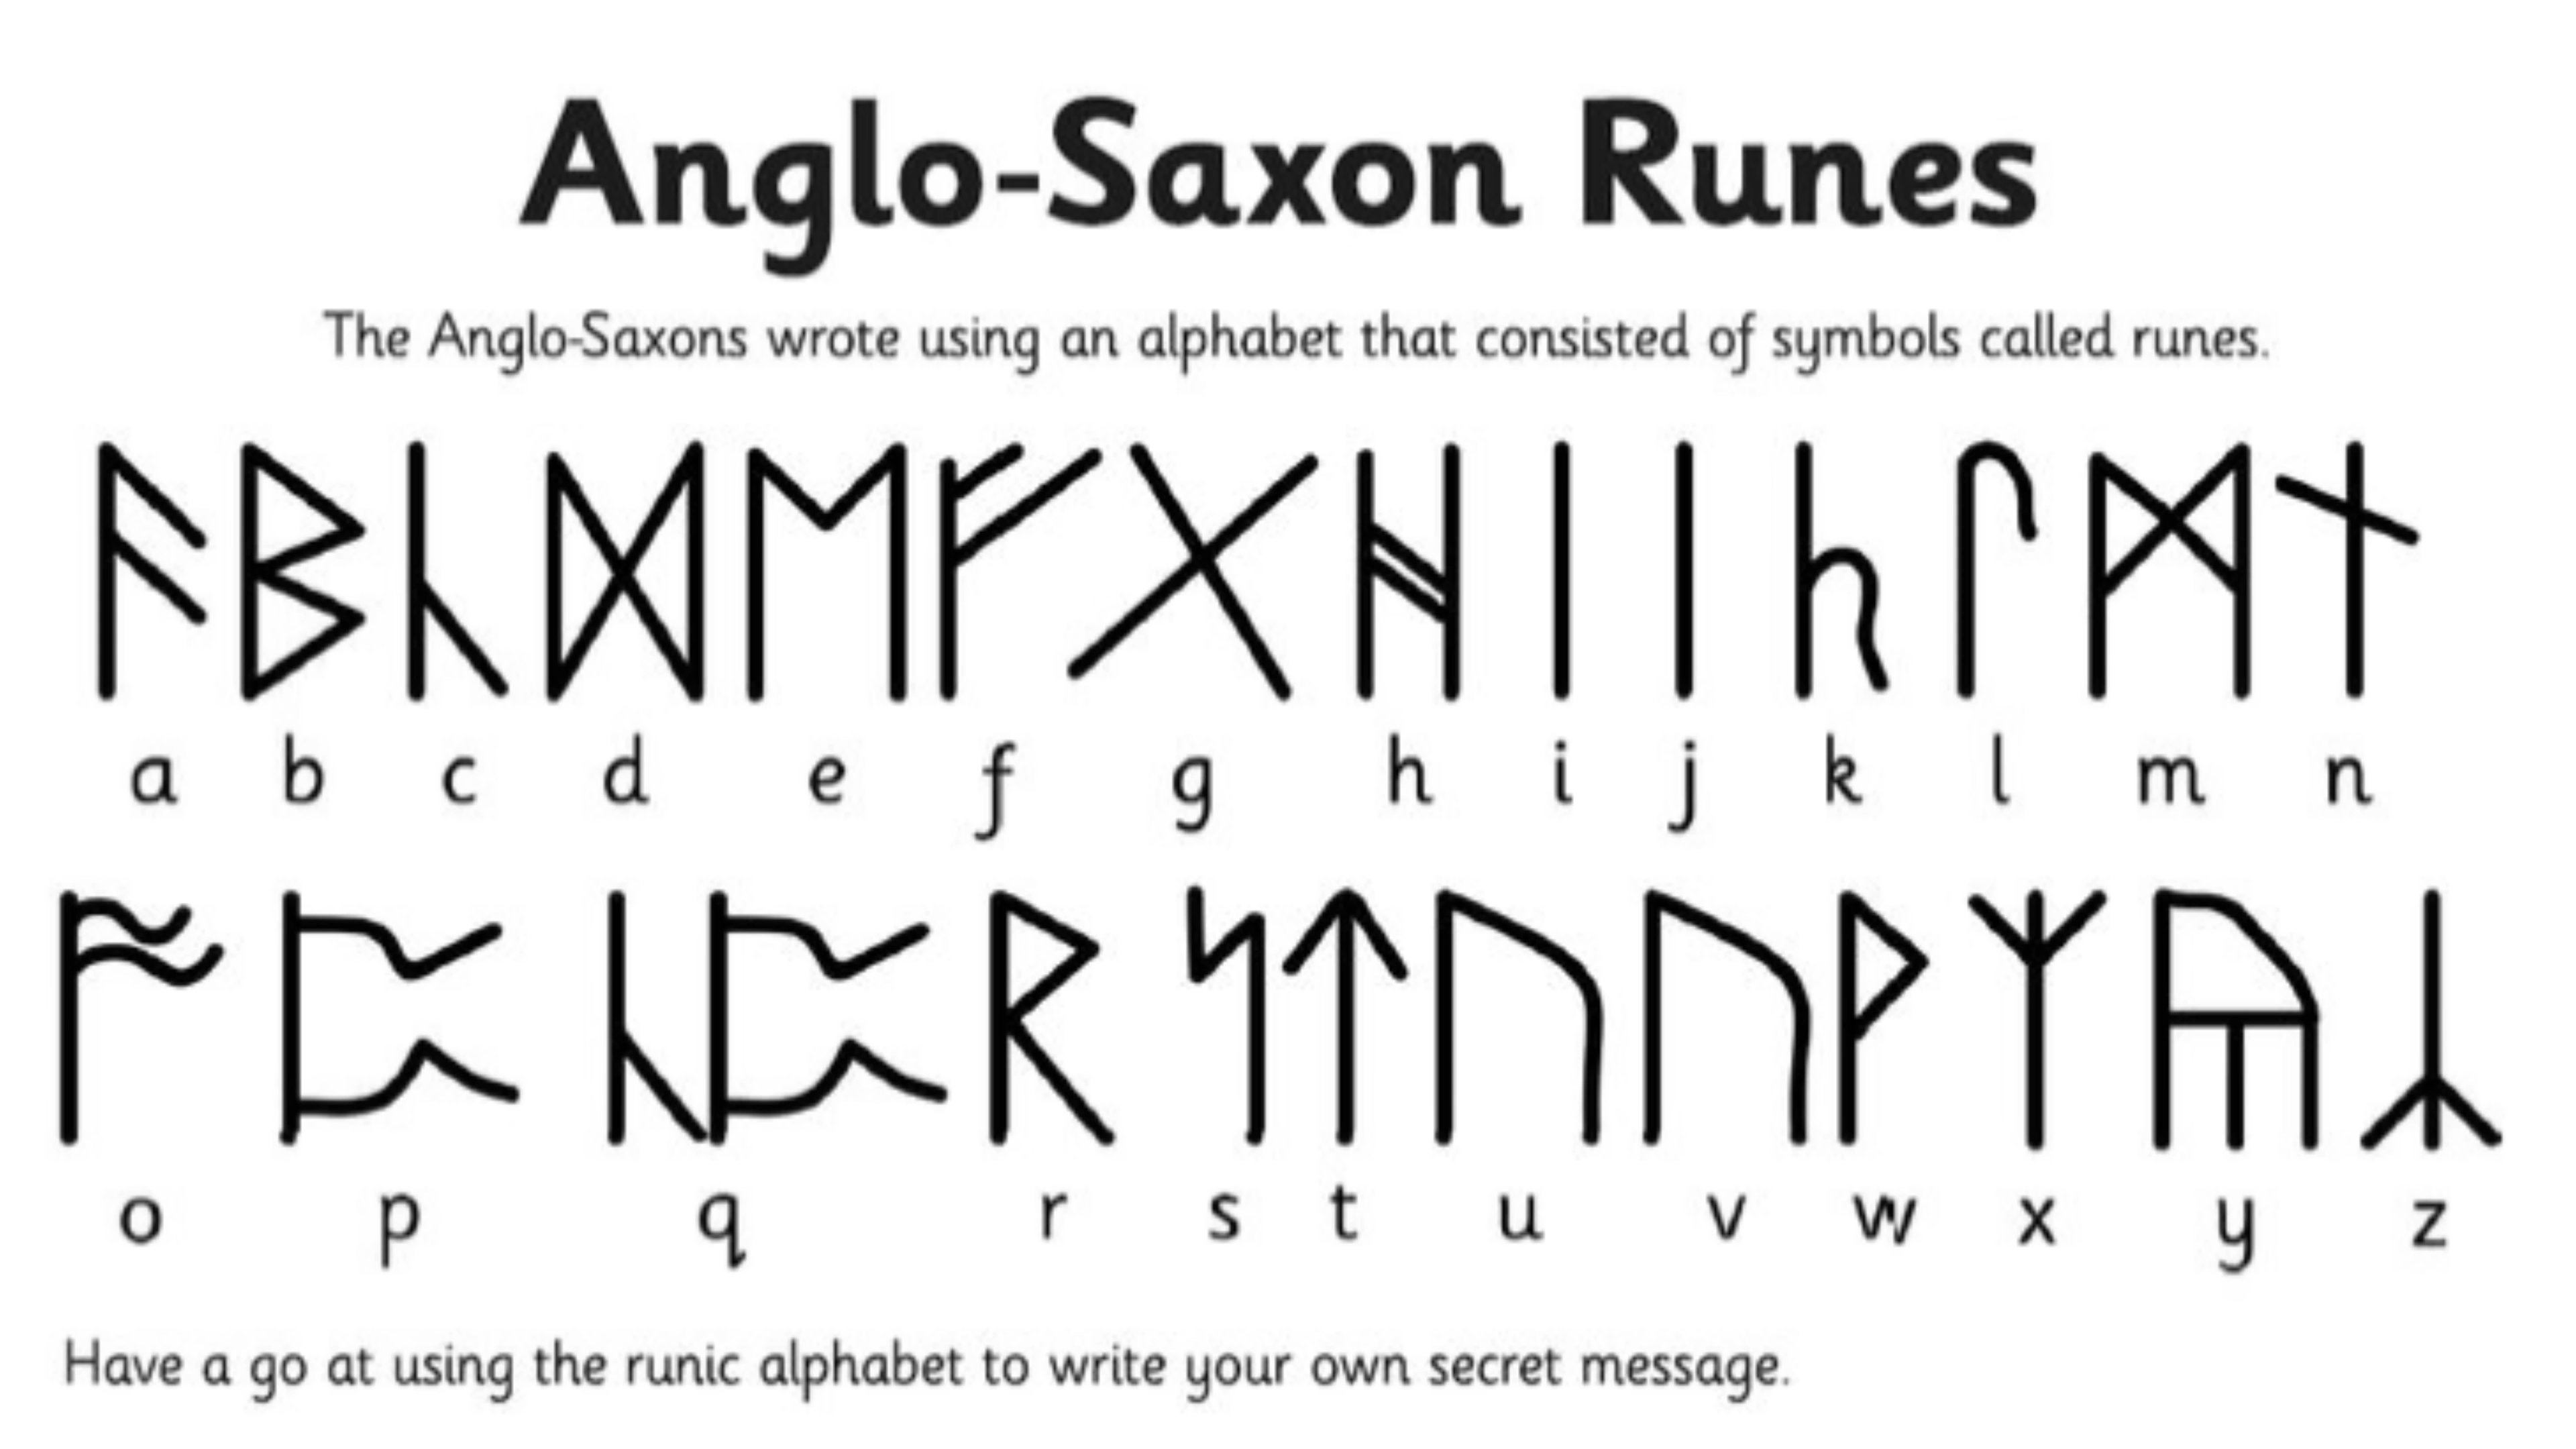 Anglo-Saxon Runes
The Anglo-Saxons wrote using an alphabet that consisted of symbols called runes.
ᚨ ᛒ ᚳ ᛞ ᛖ ᚠ ᚷ ᚻ ᛁ ᛁ ᚴ ᛚ ᛗ ᚾ
a b c d e f g h i j k l m n
ᚩ ᛈ ᚳᛈ ᚱ ᛋ ᛏ ᚢ ᚢ ᚹ ᛉ ᚣ ᛦ
o p q r s t u v w x y z
Have a go at using the runic alphabet to write your own secret message.